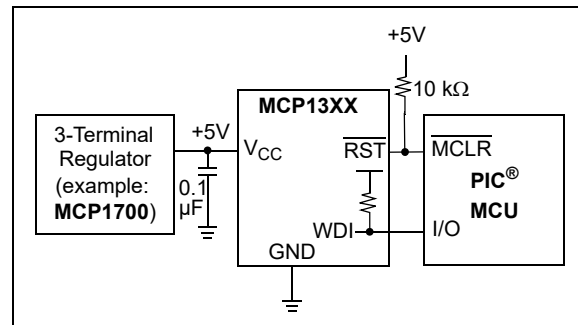 +5V
10 kΩ
MCP13XX
3-Terminal
Regulator
(example:
MCP1700)
+5V
0.1
µF
VCC
RST
WDI
GND
MCLR
PIC®
MCU
I/O